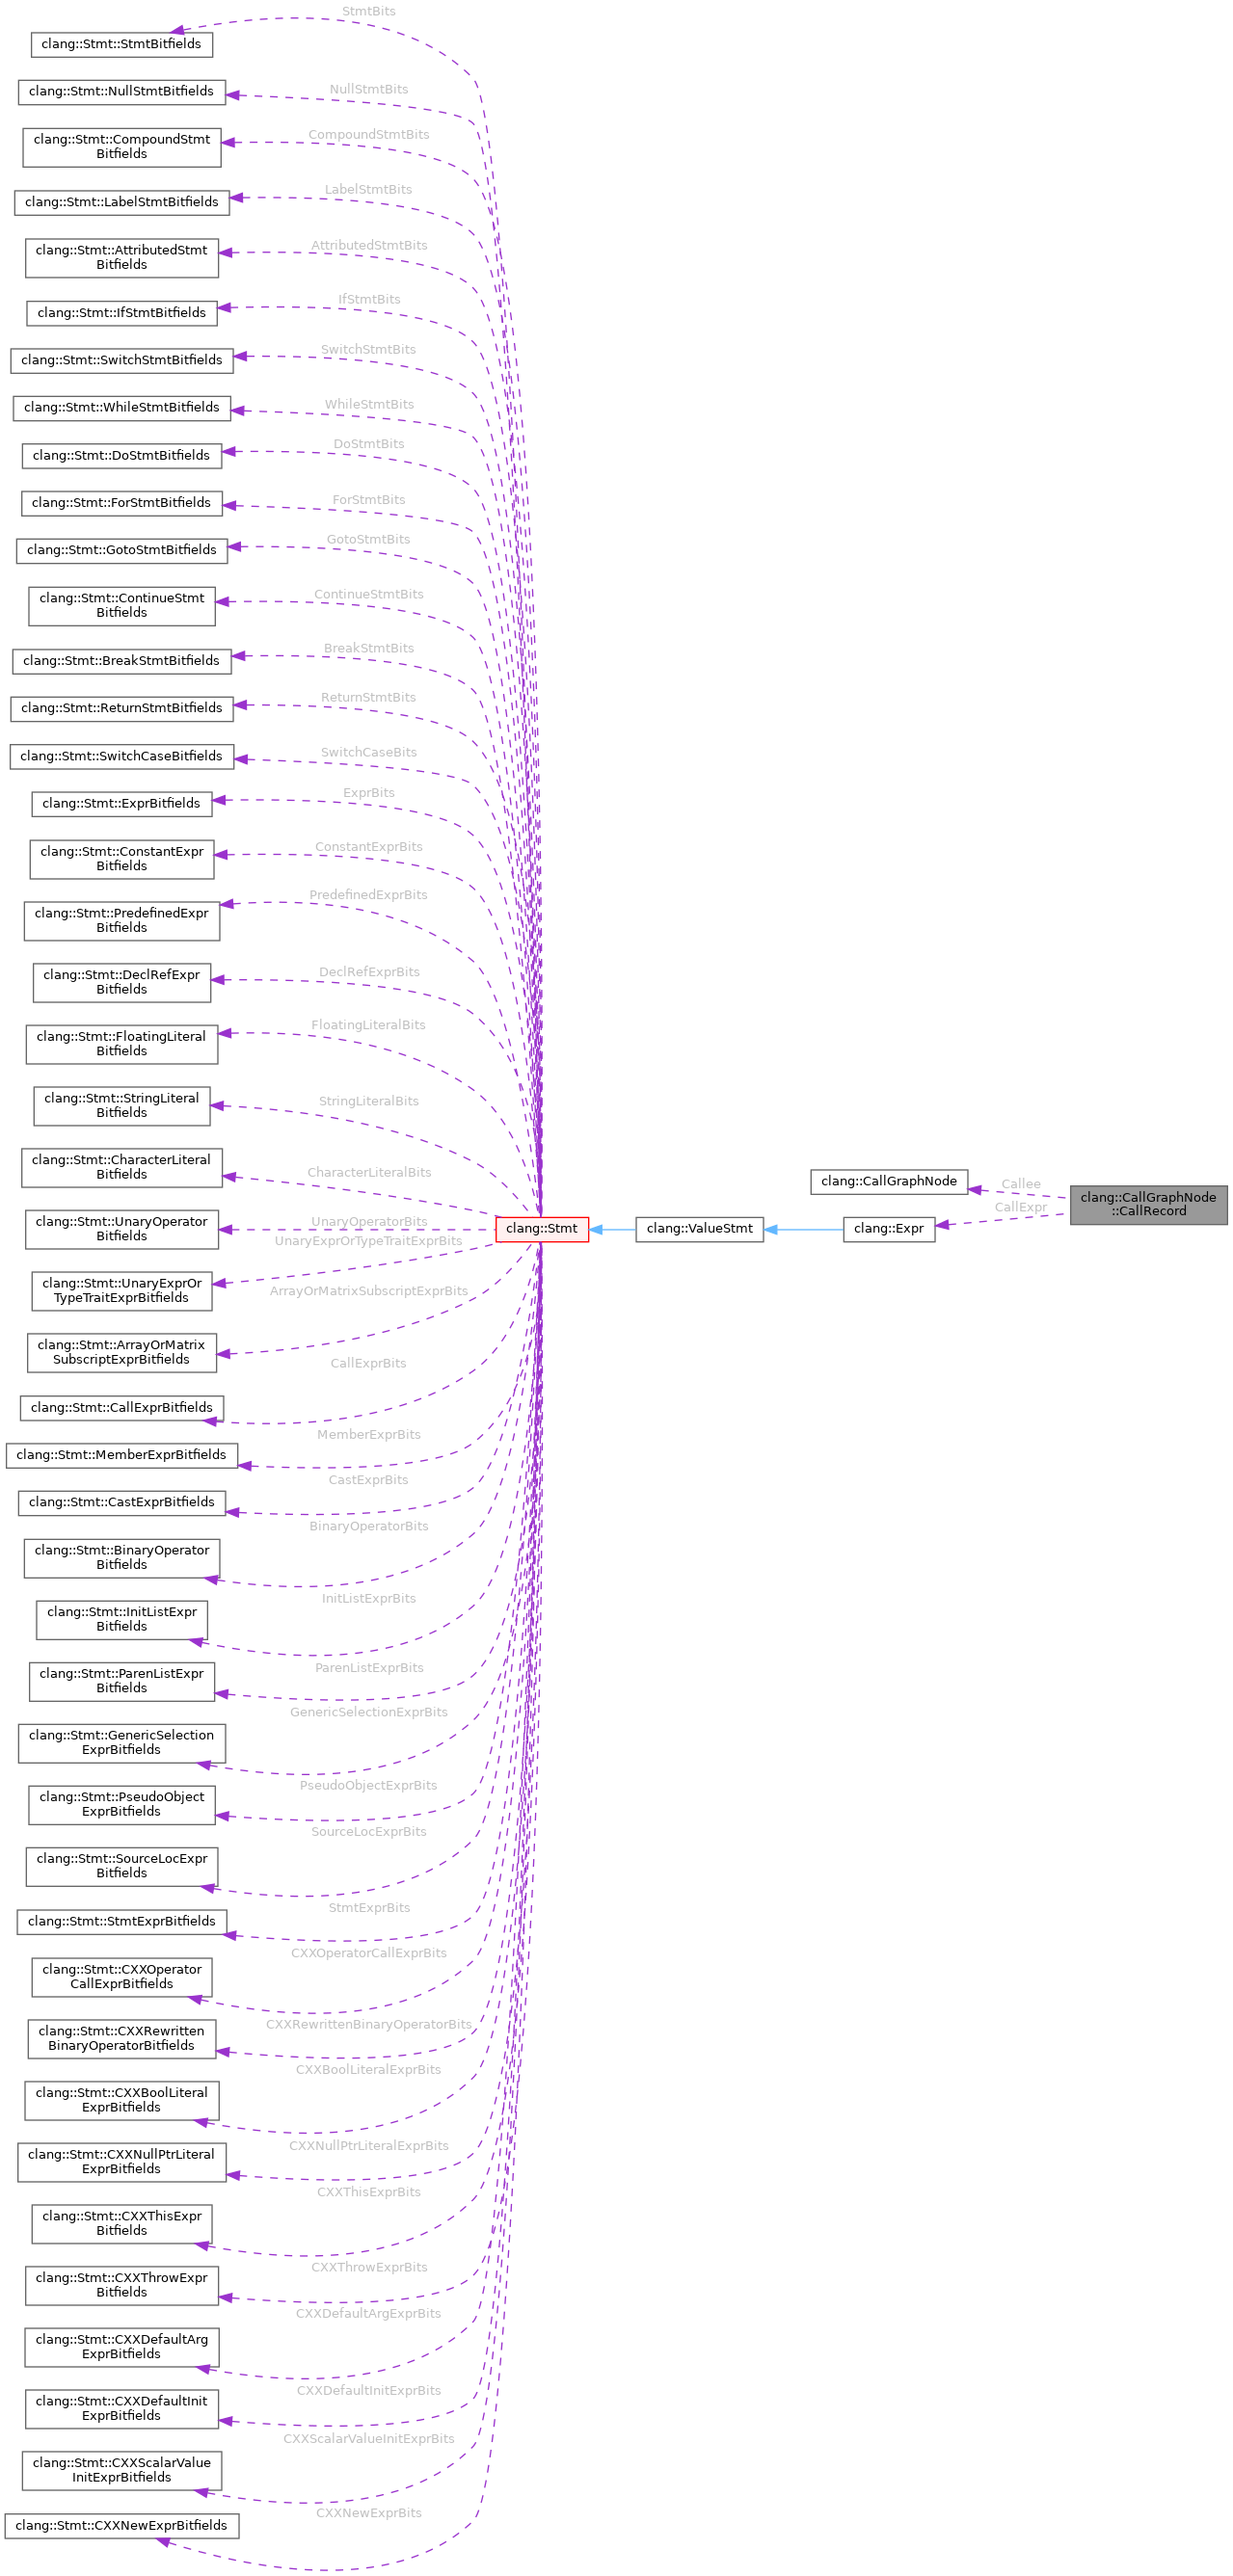 StmtBits
clang::Stmt::StmtBitfields
NullStmtBits
clang::Stmt::NullStmtBitfields
CompoundStmtBits
clang::Stmt::CompoundStmt
Bitfields
LabelStmtBits
clang::Stmt::LabelStmtBitfields
AttributedStmtBits
clang::Stmt::AttributedStmt
Bitfields
IfStmtBits
clang::Stmt::IfStmtBitfields
SwitchStmtBits
clang::Stmt::SwitchStmtBitfields
WhileStmtBits
clang::Stmt::WhileStmtBitfields
DoStmtBits
clang::Stmt::DoStmtBitfields
ForStmtBits
clang::Stmt::ForStmtBitfields
GotoStmtBits
clang::Stmt::GotoStmtBitfields
ContinueStmtBits
clang::Stmt::ContinueStmt
Bitfields
BreakStmtBits
clang::Stmt::BreakStmtBitfields
ReturnStmtBits
clang::Stmt::ReturnStmtBitfields
SwitchCaseBits
clang::Stmt::SwitchCaseBitfields
ExprBits
clang::Stmt::ExprBitfields
ConstantExprBits
clang::Stmt::ConstantExpr
Bitfields
PredefinedExprBits
clang::Stmt::PredefinedExpr
Bitfields
DeclRefExprBits
clang::Stmt::DeclRefExpr
Bitfields
FloatingLiteralBits
clang::Stmt::FloatingLiteral
Bitfields
StringLiteralBits
clang::Stmt::StringLiteral
Bitfields
CharacterLiteralBits
clang::Stmt::CharacterLiteral
Bitfields
UnaryOperatorBits
clang::Stmt::UnaryOperator
Bitfields
UnaryExprOrTypeTraitExprBits
clang::Stmt::UnaryExprOr
TypeTraitExprBitfields
ArrayOrMatrixSubscriptExprBits
clang::Stmt::ArrayOrMatrix
SubscriptExprBitfields
CallExprBits
clang::Stmt::CallExprBitfields
MemberExprBits
clang::Stmt::MemberExprBitfields
CastExprBits
clang::Stmt::CastExprBitfields
BinaryOperatorBits
clang::Stmt::BinaryOperator
Bitfields
InitListExprBits
clang::Stmt::InitListExpr
Bitfields
ParenListExprBits
clang::Stmt::ParenListExpr
Bitfields
GenericSelectionExprBits
clang::Stmt::GenericSelection
ExprBitfields
PseudoObjectExprBits
clang::Stmt::PseudoObject
ExprBitfields
SourceLocExprBits
clang::Stmt::SourceLocExpr
Bitfields
StmtExprBits
clang::Stmt::StmtExprBitfields
CXXOperatorCallExprBits
clang::Stmt::CXXOperator
CallExprBitfields
CXXRewrittenBinaryOperatorBits
clang::Stmt::CXXRewritten
BinaryOperatorBitfields
CXXBoolLiteralExprBits
clang::Stmt::CXXBoolLiteral
ExprBitfields
CXXNullPtrLiteralExprBits
clang::Stmt::CXXNullPtrLiteral
ExprBitfields
CXXThisExprBits
clang::Stmt::CXXThisExpr
Bitfields
CXXThrowExprBits
clang::Stmt::CXXThrowExpr
Bitfields
CXXDefaultArgExprBits
clang::Stmt::CXXDefaultArg
ExprBitfields
CXXDefaultInitExprBits
clang::Stmt::CXXDefaultInit
ExprBitfields
CXXScalarValueInitExprBits
clang::Stmt::CXXScalarValue
InitExprBitfields
CXXNewExprBits
clang::Stmt::CXXNewExprBitfields
clang::Stmt
clang::ValueStmt
clang::Expr
clang::CallGraphNode
Callee
CallExpr
clang::CallGraphNode
::CallRecord